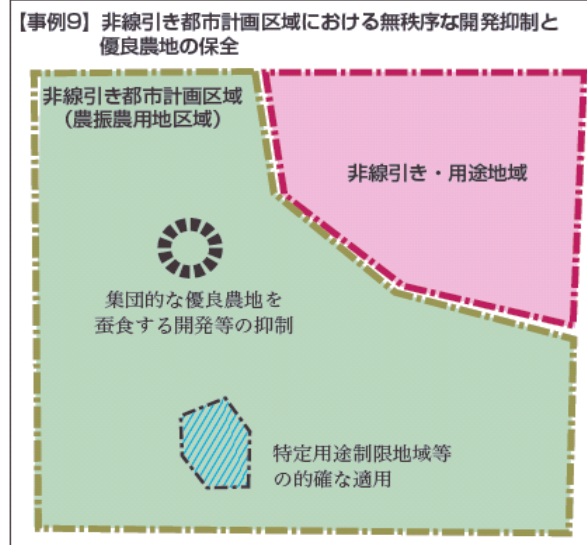 【事例9】非線引き都市計画区域における無秩序な開発抑制と
優良農地の保全
非線引き都市計画区域
（農振農用地区域）
非線引き・用途地域
集団的な優良農地を
蚕食する開発等の抑制
特定用途制限地域等
の的確な適用